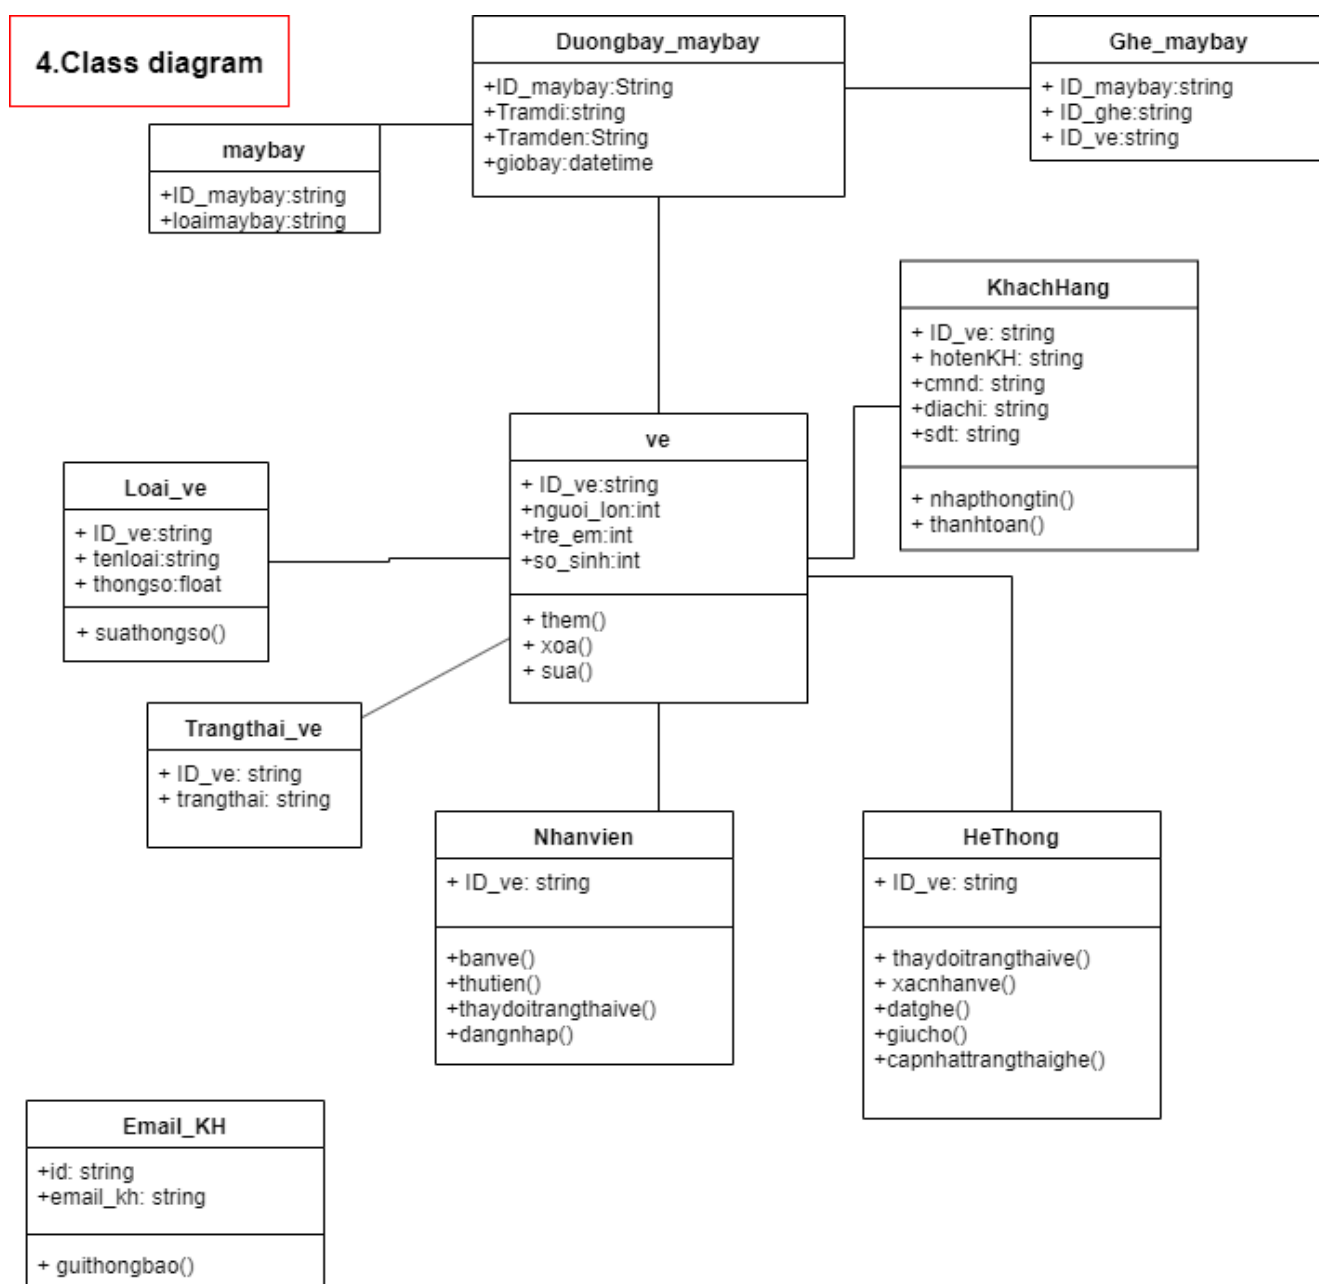 4.Class diagram
Duongbay_maybay
+ID_maybay:String
+Tramdi:string
+Tramden:String
+giobay:datetime
Ghe_maybay
+ ID_maybay:string
+ ID_ghe:string
+ ID_ve:string
maybay
+ID_maybay:string
+loaimaybay:string
KhachHang
+ ID_ve: string
+ hotenKH: string
+cmnd: string
+diachi: string
+sdt: string
+ nhapthongtin()
+ thanhtoan()
ve
+ ID_ve:string
+nguoi_lon:int
+tre_em:int
+so_sinh:int
+ them()
+ xoa()
+ sua()
Loai_ve
+ ID_ve:string
+ tenloai:string
+ thongso:float
+ suathongso()
Trangthai_ve
+ ID_ve: string
+ trangthai: string
Nhanvien
+ ID_ve: string
+banve()
+thutien()
+thaydoitrangthaive()
+dangnhap()
HeThong
+ ID_ve: string
+ thaydoitrangthaive()
+ xacnhanve()
+datghe()
+giucho()
+capnhattrangthaighe()
Email_KH
+id: string
+email_kh: string
+ guithongbao()